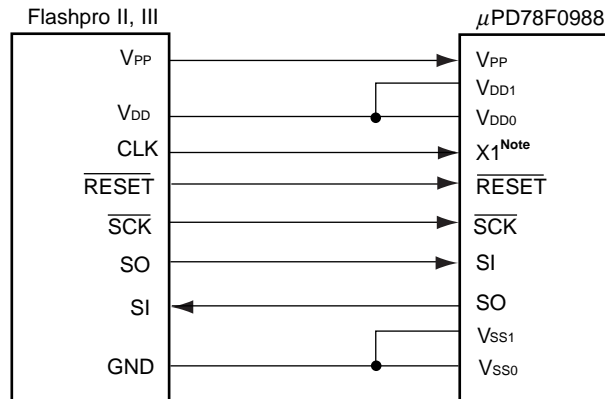 Flashpro II, III
μPD78F0988
VPP
VPP
VDD1
VDD
VDD0
CLK
X1Note
RESET
RESET
SCK
SCK
SO
SI
SI
SO
VSS1
GND
VSS0